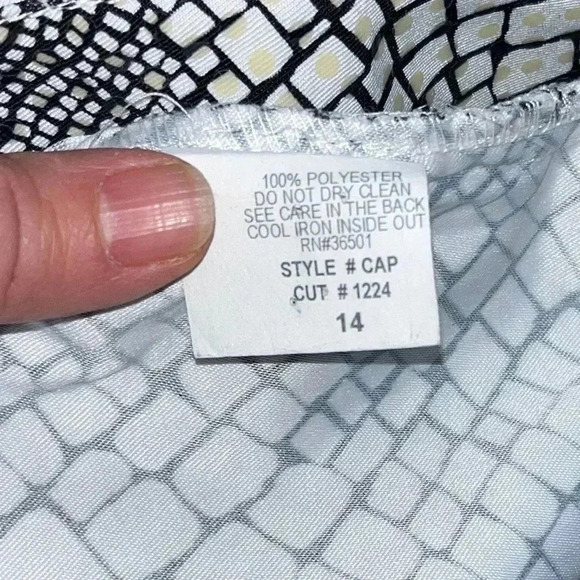 100% POLYESTER
DO NOT DRY CLEAN
SEE CARE IN THE BACK
COOL IRON INSIDE OUT
RN#36501
STYLE # CAP
CUT # 1224
14